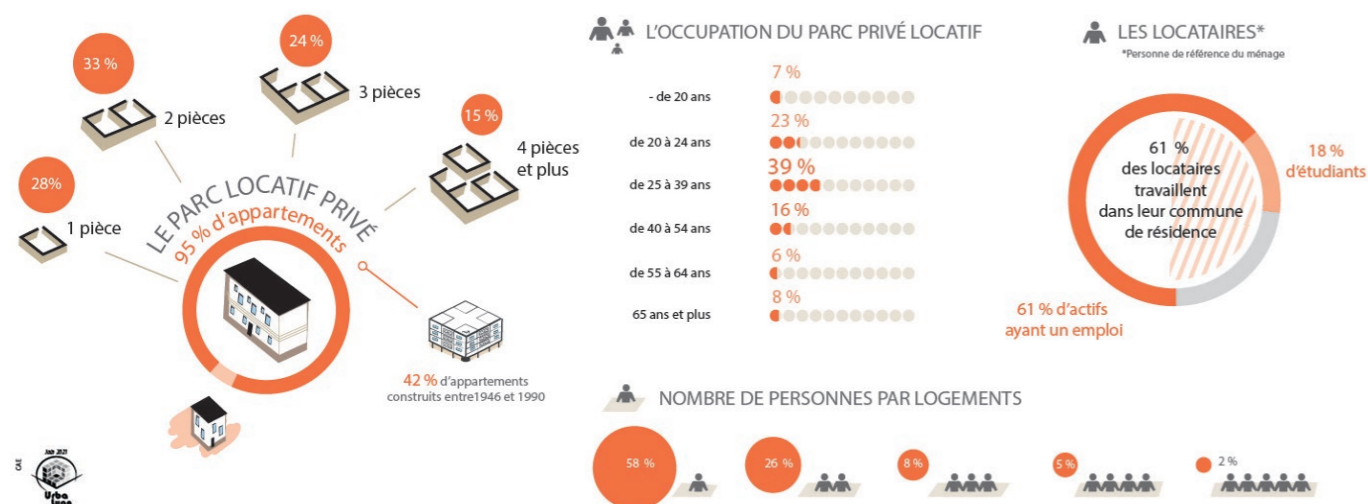 33 %
2 pièces
24 %
3 pièces
15 %
4 pièces
et plus
28%
1 pièce
LE PARC LOCATIF PRIVÉ
95 % d'appartements
42 % d'appartements
construits entre1946 et 1990
CAE
Urba
Lyon
L'OCCUPATION DU PARC PRIVÉ LOCATIF
7 %
- de 20 ans
23 %
de 20 à 24 ans
39 %
de 25 à 39 ans
16 %
de 40 à 54 ans
6 %
de 55 à 64 ans
8 %
65 ans et plus
LES LOCATAIRES*
*Personne de référence du ménage
61 %
des locataires
travaillent
dans leur commune
de résidence
18 %
d'étudiants
61 % d'actifs
ayant un emploi
NOMBRE DE PERSONNES PAR LOGEMENTS
58 %
26 %
8 %
5 %
2 %